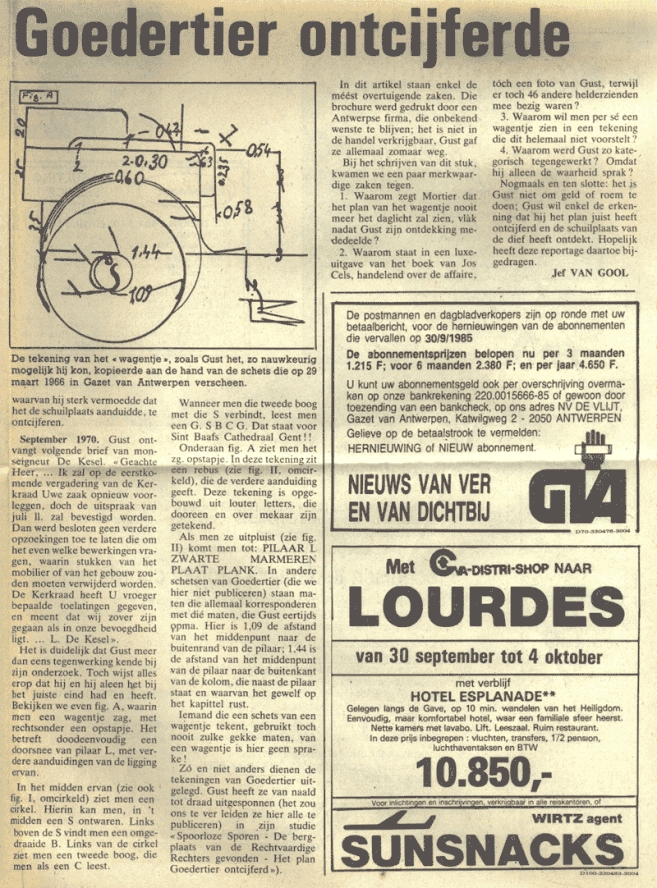 Goedertier ontcijferde
Fig. A
20
35
35
0.42
X
2
2
2-0,30
0,60
63
0,235
0,54
0,58
1.44
1,09
De tekening van het « wagentje », zoals Gust het, zo nauwkeurig
mogelijk hij kon, kopieerde aan de hand van de schets die op 29
maart 1966 in Gazet van Antwerpen verscheen.
waarvan hij sterk vermoedde dat
het de schuilplaats aanduidde, te
ontcijferen.
September 1970. Gust ont-
vangt volgende brief van mon-
seigneur De Kesel. «Geachte
Heer, ... Ik zal op de eerstko-
mende vergadering van de Ker-
kraad Uwe zaak opnieuw voor-
leggen, doch de uitspraak van
juli ll. zal bevestigd worden.
Dan werd besloten geen verdere
opzoekingen toe te laten die om
het even welke bewerkingen vra-
gen, waarin stukken van het
mobilier of van het gebouw zou-
den moeten verwijderd worden.
De Kerkraad heeft U vroeger
bepaalde toelatingen gegeven,
en meent dat wij zover zijn
gegaan als in onze bevoegdheid
ligt. ... L. De Kesel».
Het is duidelijk dat Gust meer
dan eens tegenwerking kende bij
zijn onderzoek. Toch wijst alles
erop dat hij en hij alleen het bij
het juiste eind had en heeft.
Bekijken we even fig. A, waarin
men een wagentje zag, met
rechtsonder een opstapje. Het
betreft doodeenvoudig een
doorsnee van pilaar L, met ver-
dere aanduidingen van de ligging
ervan.
In het midden ervan (zie ook
fig. I, omcirkeld) ziet men een
cirkel. Hierin kan men, in 't
midden een S ontwaren. Links
boven de S vindt men een omge-
draaide B. Links van de cirkel
ziet men een tweede boog, die
men als een C leest.
Wanneer men die tweede boog
met die S verbindt, leest men
een G. S B C G. Dat staat voor
Sint Baafs Cathedraal Gent !!
Onderaan fig. A ziet men het
zg. opstapje. In deze tekening zit
een rebus (zie fig. II, omcir-
keld), die de verdere aanduiding
geeft. Deze tekening is opge-
bouwd uit louter letters, die
dooreen en over mekaar zijn
getekend.
Als men ze uitpluist (zie fig.
II) komt men tot: PILAAR L
ZWARTE MARMEREN
PLAAT PLANK. In andere
schetsen van Goedertier (die we
hier niet publiceren) staan ma-
ten die allemaal korresponderen
met dié maten, die Gust eertijds
opma. Hier is 1,09 de afstand
van het middenpunt naar de
buitenrand van de pilaar; 1,44 is
de afstand van het middenpunt
van de pilaar naar de buitenkant
van de kolom, die naast de pilaar
staat en waarvan het gewelf op
het kapittel rust.
Iemand die een schets van een
wagentje tekent, gebruikt toch
nooit zulke gekke maten, van
een wagentje is hier geen spra-
ke !
Zó en niet anders dienen de
tekeningen van Goedertier uit-
gelegd. Gust heeft ze van naald
tot draad uitgesponnen (het zou
ons te ver leiden ze hier alle te
publiceren) in zijn studie
« Spoorloze Sporen - De berg-
plaats van de Rechtvaardige
Rechters gevonden - Het plan
Goedertier ontcijferd»).
In dit artikel staan enkel de
méést overtuigende zaken. Die
brochure werd gedrukt door een
Antwerpse firma, die onbekend
wenste te blijven; het is niet in
de handel verkrijgbaar, Gust gaf
ze allemaal zomaar weg.
Bij het schrijven van dit stuk,
kwamen we een paar merkwaar-
dige zaken tegen.
1. Waarom zegt Mortier dat
het plan van het wagentje nooit
meer het daglicht zal zien, vlàk
nadat Gust zijn ontdekking me-
dedeelde ?
2. Waarom staat in een luxe-
uitgave van het boek van Jos
Cels, handelend over de affaire,
tóch een foto van Gust, terwijl
er toch 46 andere helderzienden
mee bezig waren ?
3. Waarom wil men per sé een
wagentje zien in een tekening
die dit helemaal niet voorstelt ?
4. Waarom werd Gust zo kate-
gorisch tegengewerkt ? Omdat
hij alleen de waarheid sprak ?
Nogmaals en ten slotte: het is
Gust niet om geld of roem te
doen; Gust wil enkel de erken-
ning dat hij het plan juist heeft
ontcijferd en de schuilplaats van
de dief heeft ontdekt. Hopelijk
heeft deze reportage daartoe bij-
gedragen.
Jef VAN GOOL
De postmannen en dagbladverkopers zijn op ronde met uw
betaalbericht, voor de hernieuwingen van de abonnementen
die vervallen op 30/9/1985
De abonnementsprijzen belopen nu per 3 maanden
1.215 F; voor 6 maanden 2.380 F; en per jaar 4.650 F.
U kunt uw abonnementsgeld ook per overschrijving overma-
ken op onze bankrekening 220.0015666-85 of gewoon door
toezending van een bankcheck, op ons adres NV DE VLIJT,
Gazet van Antwerpen, Katwilgweg 2 - 2050 ANTWERPEN
Gelieve op de betaalstrook te vermelden:
HERNIEUWING of NIEUW abonnement.
NIEUWS VAN VER
EN VAN DICHTBIJ
GVA
D70-330476-3004
Met GVA-DISTRI-SHOP NAAR
LOURDES
van 30 september tot 4 oktober
met verblijf
HOTEL ESPLANADE**
Gelegen langs de Gave, op 10 min. wandelen van het Heiligdom.
Eenvoudig, maar komfortabel hotel, waar een familiale sfeer heerst.
Nette kamers met lavabo. Lift. Leeszaal. Ruim restaurant.
In deze prijs inbegrepen : vluchten, transfers, 1/2 pension,
luchthaventaksen en BTW
10.850,-
Voor inlichtingen en inschrijvingen, verkrijgbaar in alle reiskantoren, of
WIRTZ agent
SUNSNACKS
D100-330483-3004